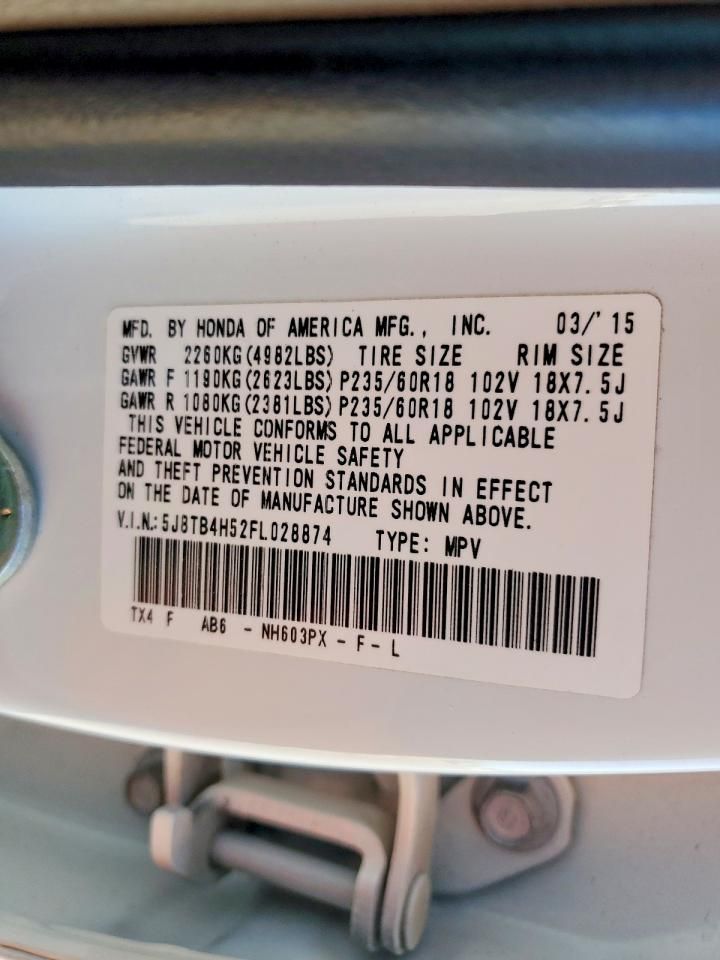 MFD. BY HONDA OF AMERICA MFG., INC. 03/'15
GVWR 2260KG(4982LBS) TIRE SIZE RIM SIZE
GAWR F 1190KG(2623LBS) P235/60R18 102V 18X7.5J
GAWR R 1080KG(2381LBS) P235/60R18 102V 18X7.5J
THIS VEHICLE CONFORMS TO ALL APPLICABLE
FEDERAL MOTOR VEHICLE SAFETY
AND THEFT PREVENTION STANDARDS IN EFFECT
ON THE DATE OF MANUFACTURE SHOWN ABOVE.
V.I.N.: 5J8TB4H52FL028874 TYPE: MPV
TX4 F AB6 - NH603PX - F - L